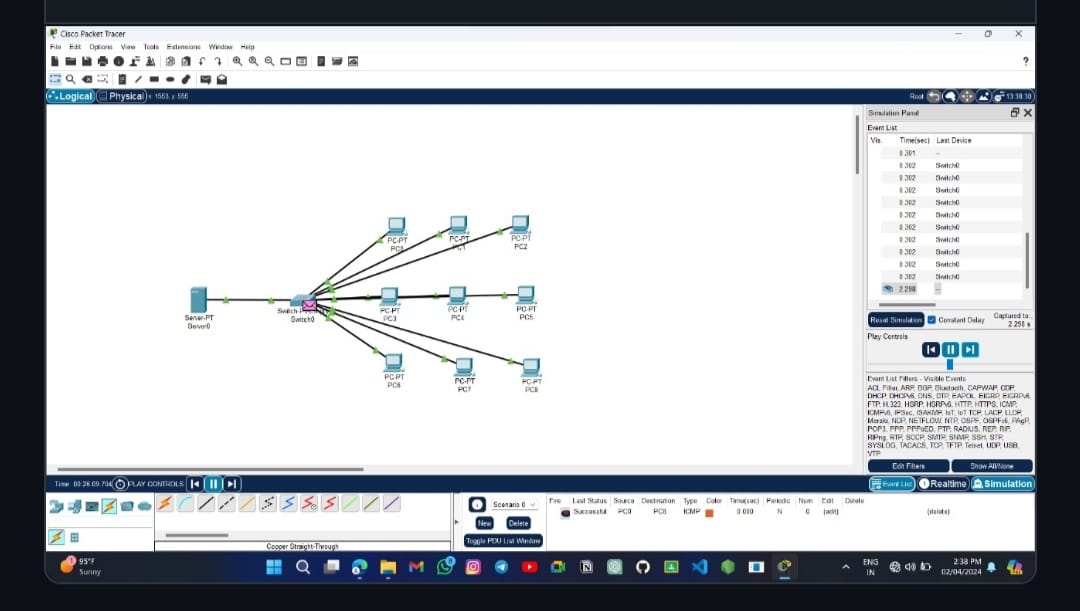 Cisco Packet Tracer
File Edit Options View Tools Extensions Window Help
?
Logical Physical x: 1553, y: 555
Root 13:38:30
Simulation Panel
Event List
Vis. Time(sec) Last Device
0.301 --
0.302 Switch0
0.302 Switch0
0.302 Switch0
0.302 Switch0
0.302 Switch0
0.302 Switch0
0.302 Switch0
0.302 Switch0
0.302 Switch0
0.302 Switch0
2.258 --
Reset Simulation Constant Delay Captured to:
2.258 s
Play Controls
Event List Filters - Visible Events
ACL Filter, ARP, BGP, Bluetooth, CAPWAP, CDP,
DHCP, DHCPv6, DNS, DTP, EAPOL, EIGRP, EIGRPv6,
FTP, H.323, HSRP, HSRPv6, HTTP, HTTPS, ICMP,
ICMPv6, IPSec, ISAKMP, IoT, IoT TCP, LACP, LLDP,
Meraki, NDP, NETFLOW, NTP, OSPF, OSPFv6, PAgP,
POP3, PPP, PPPoED, PTP, RADIUS, REP, RIP,
RIPng, RTP, SCCP, SMTP, SNMP, SSH, STP,
SYSLOG, TACACS, TCP, TFTP, Telnet, UDP, USB,
VTP
Edit Filters Show All/None
Event List Realtime Simulation
PC-PT
PC0
PC-PT
PC1
PC-PT
PC2
Server-PT
Server0
Switch0
PC-PT
PC3
PC-PT
PC4
PC-PT
PC5
PC-PT
PC6
PC-PT
PC7
PC-PT
PC8
Time: 00:26:09.704 PLAY CONTROLS
Scenario 0
New Delete
Toggle PDU List Window
Fire Last Status Source Destination Type Color Time(sec) Periodic Num Edit Delete
Successful PC0 PC8 ICMP 0.000 N 0 (edit) (delete)
Copper Straight-Through
95°F
Sunny
ENG
IN
2:38 PM
02/04/2024